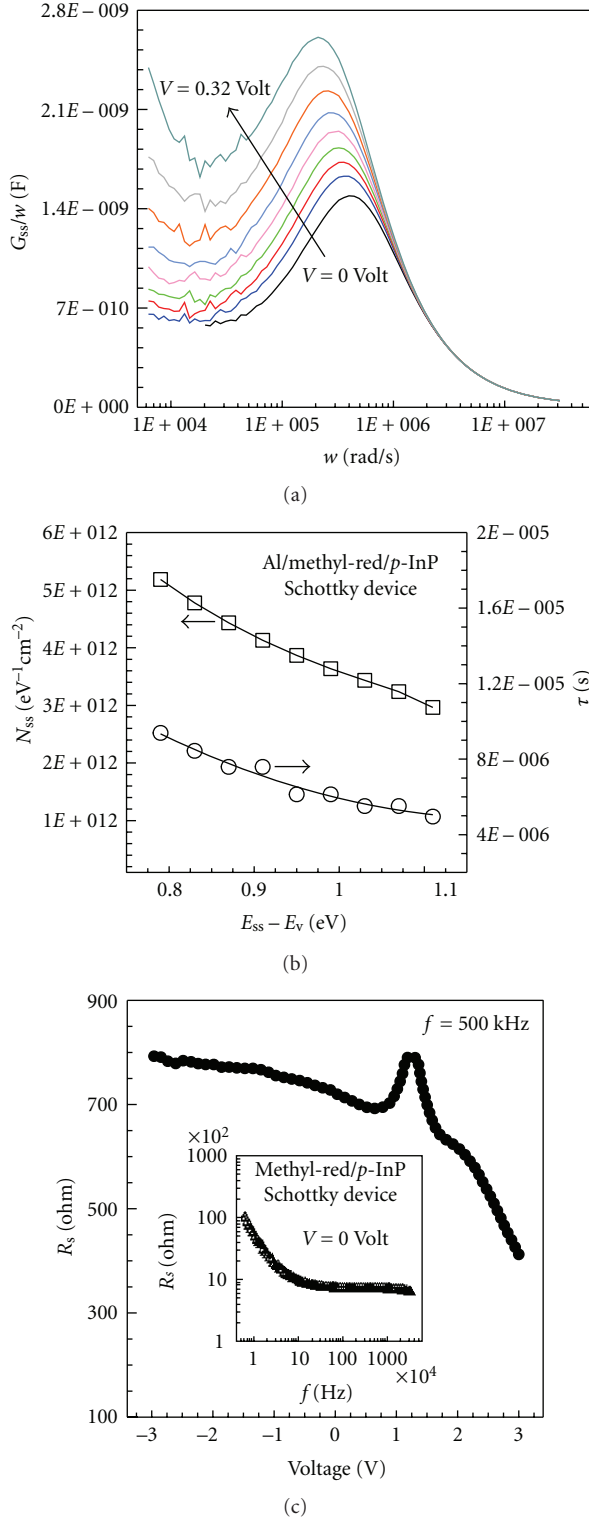 2.8E−009
2.1E−009
1.4E−009
7E−010
0E+000
G_ss/w (F)
V = 0.32 Volt
V = 0 Volt
1E+004 1E+005 1E+006 1E+007
w (rad/s)
(a)
6E+012
5E+012
4E+012
3E+012
2E+012
1E+012
N_ss (eV⁻¹cm⁻²)
Al/methyl-red/p-InP
Schottky device
2E−005
1.6E−005
1.2E−005
8E−006
4E−006
τ (s)
0.8 0.9 1 1.1
E_ss − E_v (eV)
(b)
900
700
500
300
100
R_s (ohm)
f = 500 kHz
×10²
1000
100
10
1
R_s (ohm)
Methyl-red/p-InP
Schottky device
V = 0 Volt
1 10 100 1000
×10⁴
f (Hz)
−3 −2 −1 0 1 2 3
Voltage (V)
(c)